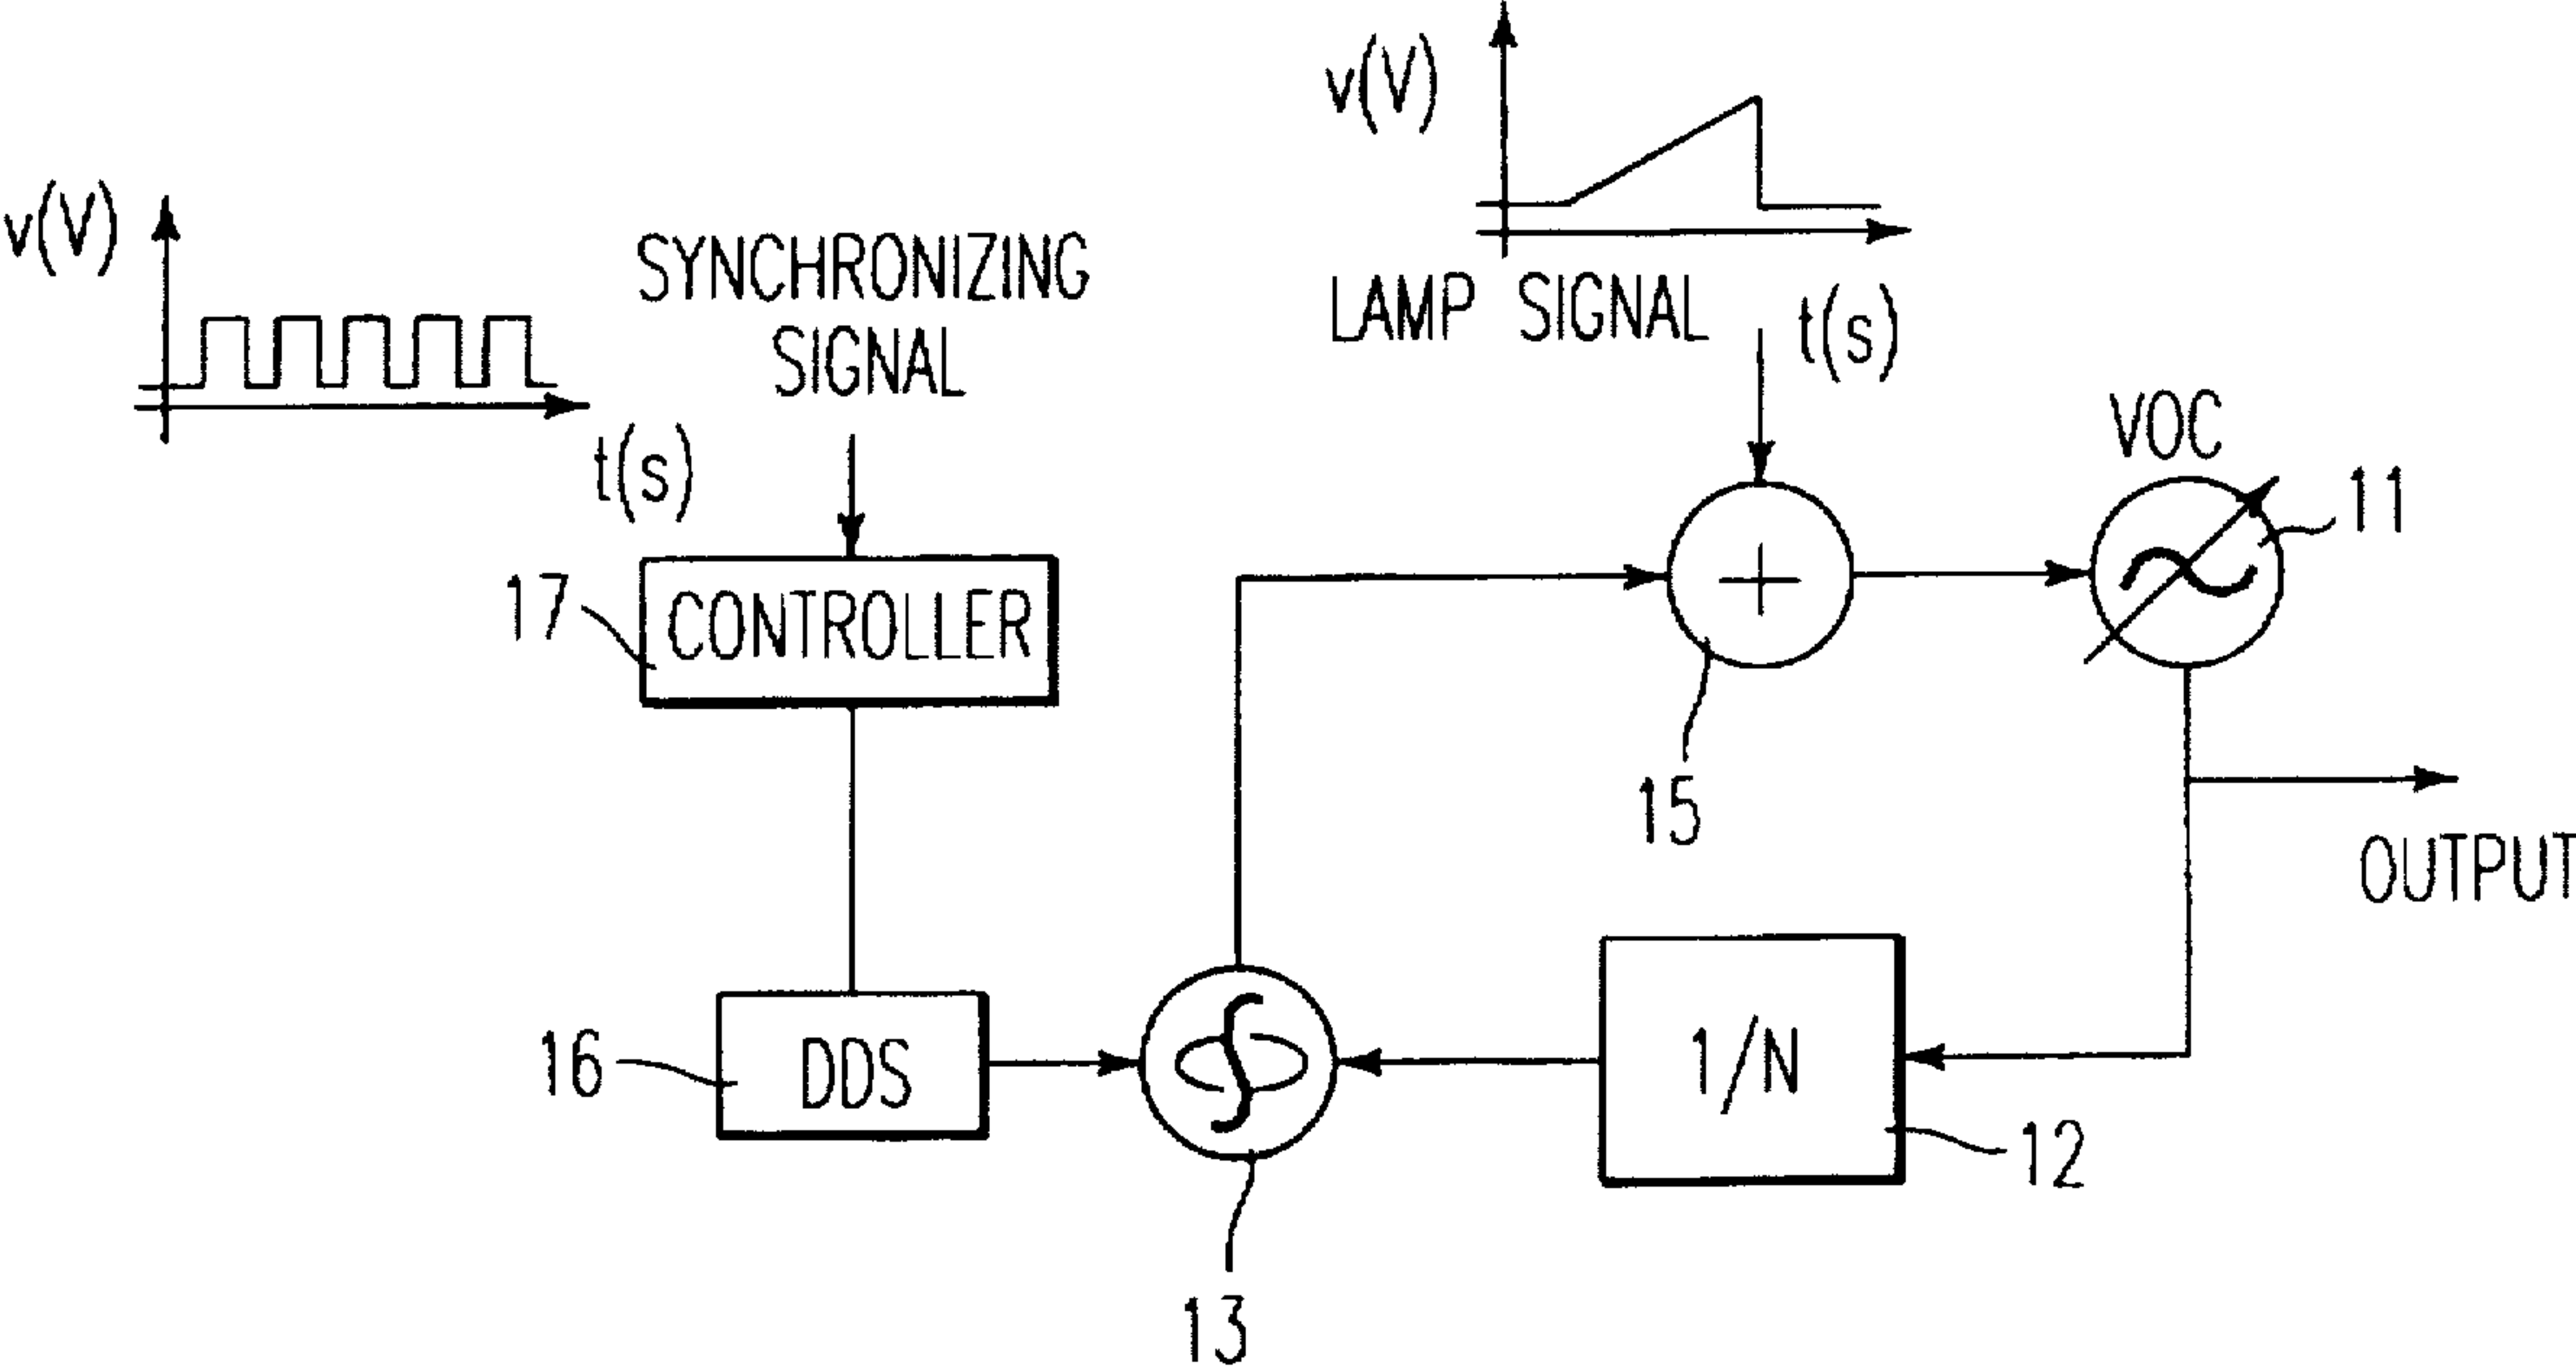 v(V)
t(s)
SYNCHRONIZING
SIGNAL
v(V)
LAMP SIGNAL
t(s)
17
CONTROLLER
15
VOC
11
OUTPUT
16
DDS
13
1/N
12